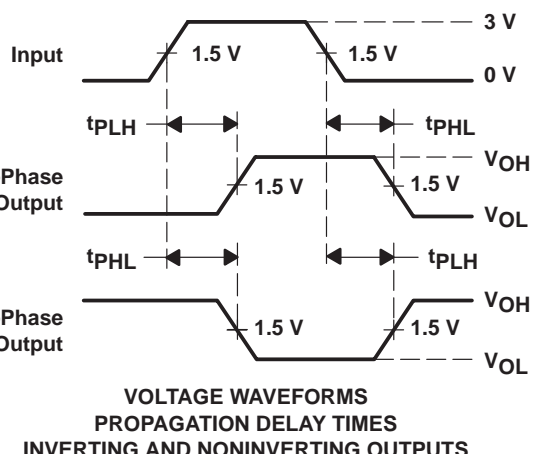 3 V
Input 1.5 V 1.5 V
0 V
tPLH tPHL
-Phase VOH
Output 1.5 V 1.5 V
VOL
tPHL tPLH
-Phase VOH
Output 1.5 V 1.5 V
VOL
VOLTAGE WAVEFORMS
PROPAGATION DELAY TIMES
INVERTING AND NONINVERTING OUTPUTS